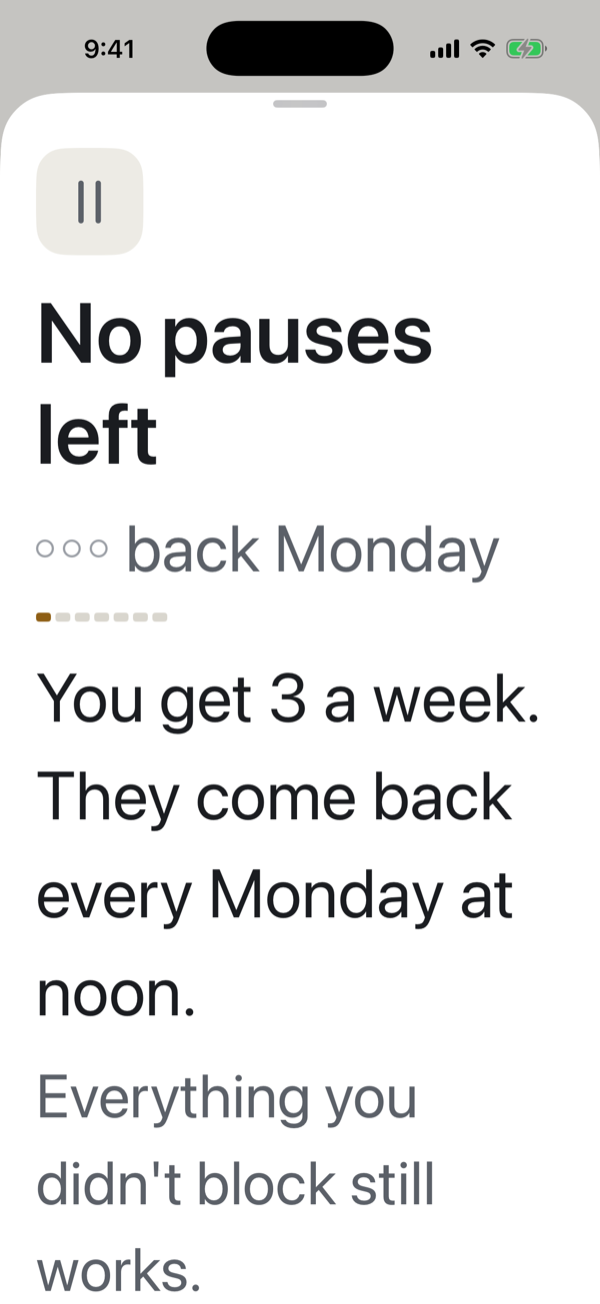 9:41
No pauses
left
back Monday
You get 3 a week.
They come back
every Monday at
noon.
Everything you
didn't block still
works.